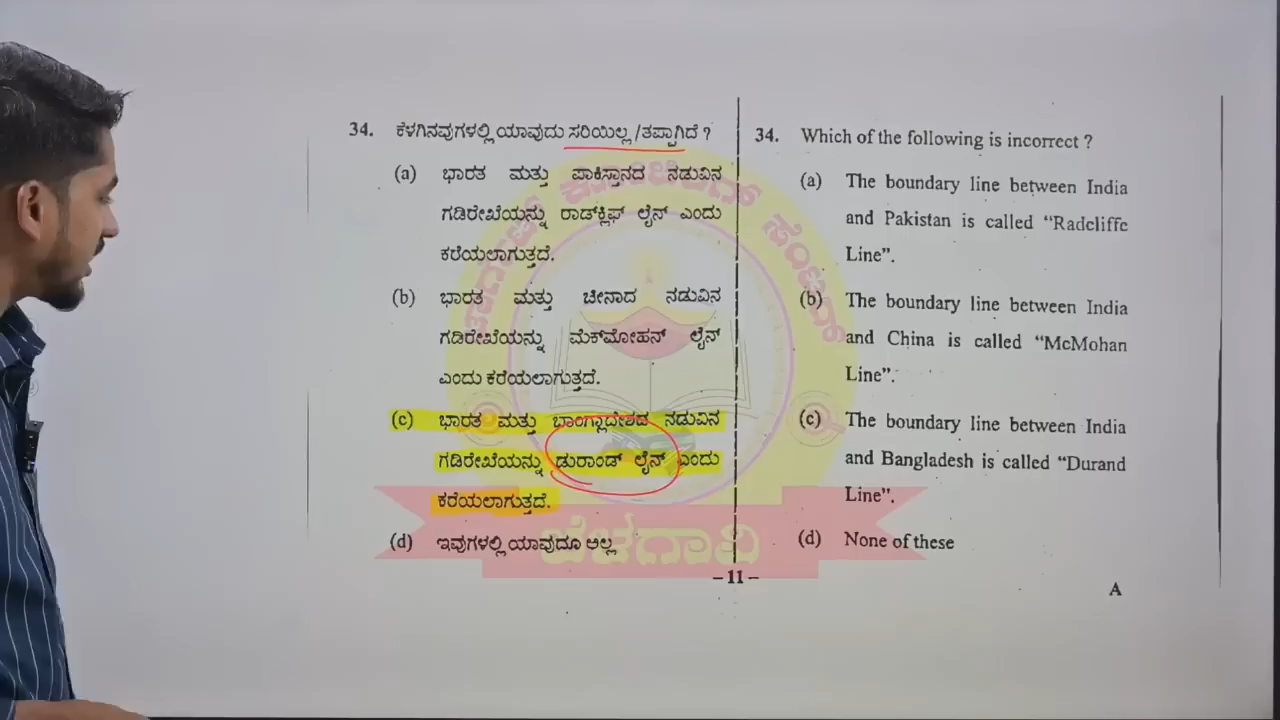 34. ಕೆಳಗಿನವುಗಳಲ್ಲಿ ಯಾವುದು ಸರಿಯಿಲ್ಲ /ತಪ್ಪಾಗಿದೆ ?
(a) ಭಾರತ ಮತ್ತು ಪಾಕಿಸ್ತಾನದ ನಡುವಿನ
ಗಡಿರೇಖೆಯನ್ನು ರಾಡ್‌ಕ್ಲಿಫ್ ಲೈನ್ ಎಂದು
ಕರೆಯಲಾಗುತ್ತದೆ.
(b) ಭಾರತ ಮತ್ತು ಚೀನಾದ ನಡುವಿನ
ಗಡಿರೇಖೆಯನ್ನು ಮೆಕ್‌ಮೋಹನ್ ಲೈನ್
ಎಂದು ಕರೆಯಲಾಗುತ್ತದೆ.
(c) ಭಾರತ ಮತ್ತು ಬಾಂಗ್ಲಾದೇಶದ ನಡುವಿನ
ಗಡಿರೇಖೆಯನ್ನು ಡುರಾಂಡ್ ಲೈನ್ ಎಂದು
ಕರೆಯಲಾಗುತ್ತದೆ.
(d) ಇವುಗಳಲ್ಲಿ ಯಾವುದೂ ಅಲ್ಲ
34. Which of the following is incorrect ?
(a) The boundary line between India
and Pakistan is called “Radcliffe
Line”.
(b) The boundary line between India
and China is called “McMohan
Line”.
(c) The boundary line between India
and Bangladesh is called “Durand
Line”.
(d) None of these
– 11 –
A
ಕೋಚಿಂಗ್ ಸೆಂಟರ್
ಬೆಳಗಾವಿ